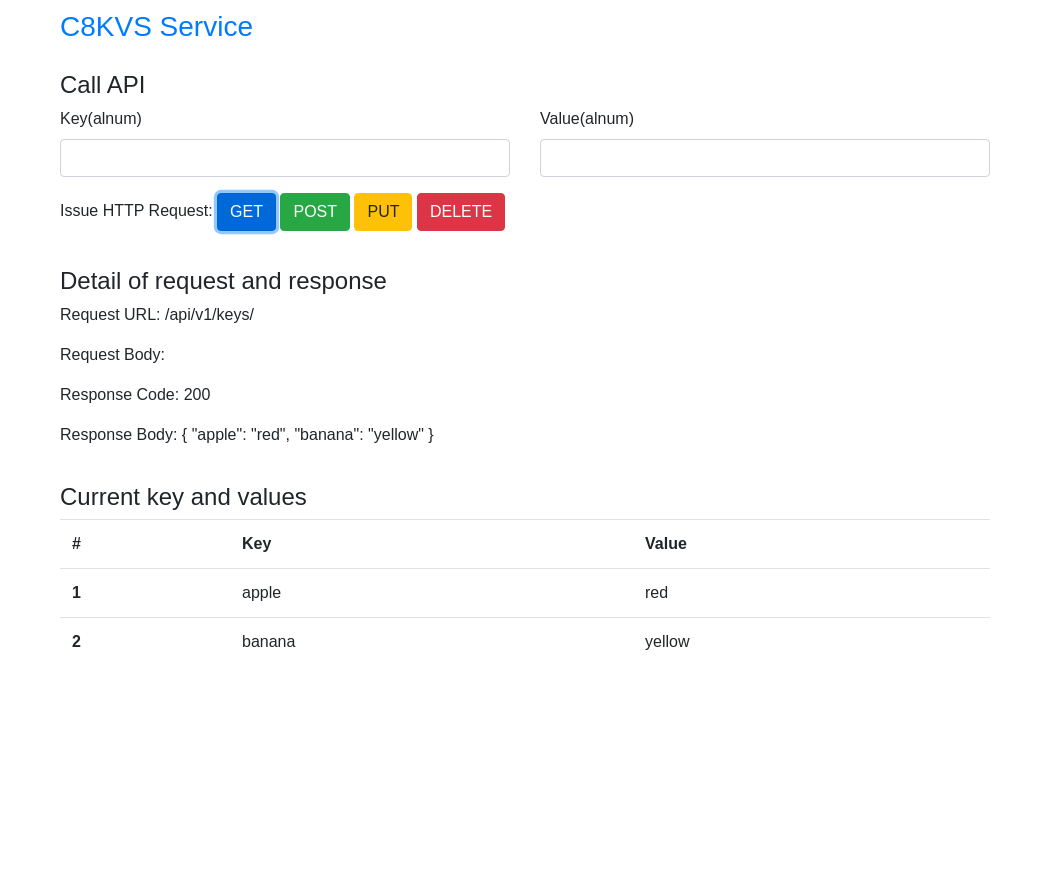 C8KVS Service
Call API
Key(alnum) Value(alnum)
Issue HTTP Request: GET POST PUT DELETE
Detail of request and response
Request URL: /api/v1/keys/
Request Body:
Response Code: 200
Response Body: { "apple": "red", "banana": "yellow" }
Current key and values
# Key Value
1 apple red
2 banana yellow